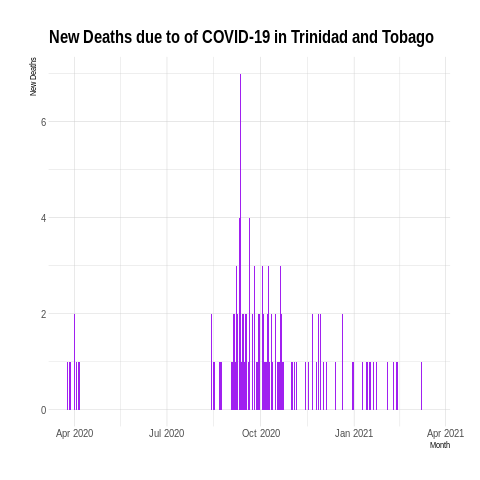 New Deaths due to of COVID-19 in Trinidad and Tobago
New Deaths
6
4
2
0
Apr 2020 Jul 2020 Oct 2020 Jan 2021 Apr 2021
Month